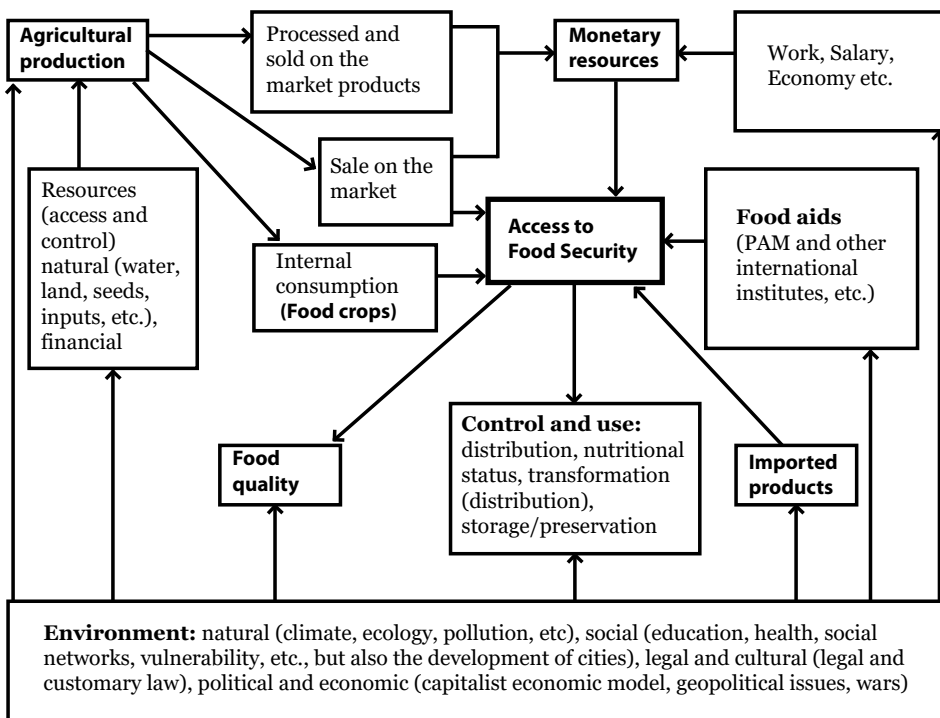 Agricultural
production
Processed and
sold on the
market products
Monetary
resources
Work, Salary,
Economy etc.
Sale on the
market
Resources
(access and
control)
natural (water,
land, seeds,
inputs, etc.),
financial
Access to
Food Security
Food aids
(PAM and other
international
institutes, etc.)
Internal
consumption
(Food crops)
Food
quality
Control and use:
distribution, nutritional
status, transformation
(distribution),
storage/preservation
Imported
products
Environment: natural (climate, ecology, pollution, etc), social (education, health, social
networks, vulnerability, etc., but also the development of cities), legal and cultural (legal and
customary law), political and economic (capitalist economic model, geopolitical issues, wars)